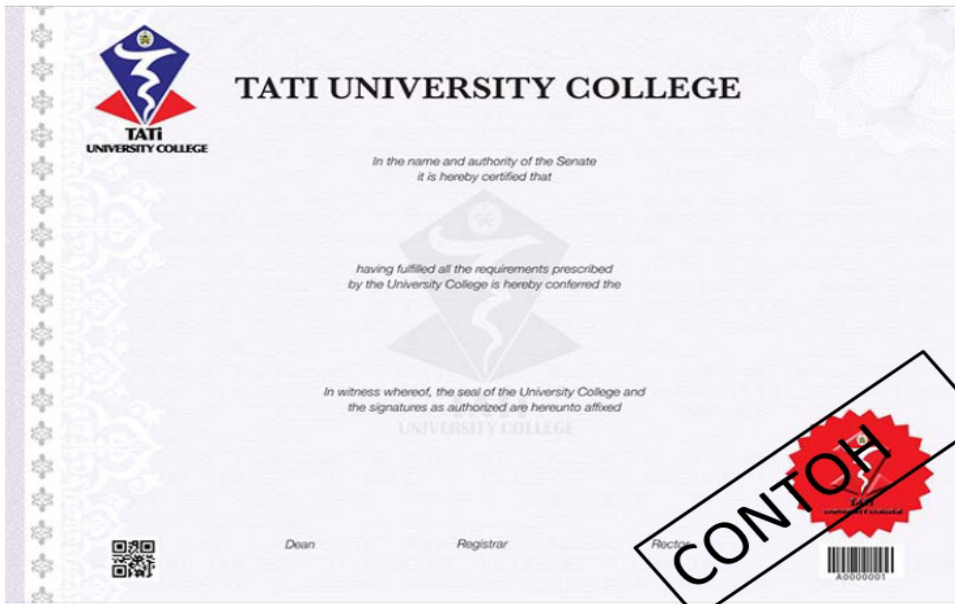 TATI UNIVERSITY COLLEGE
TATi
UNIVERSITY COLLEGE
In the name and authority of the Senate
it is hereby certified that
having fulfilled all the requirements prescribed
by the University College is hereby conferred the
In witness whereof, the seal of the University College and
the signatures as authorized are hereunto affixed
UNIVERSITY COLLEGE
Dean
Registrar
Rector
CONTOH
TATi
UNIVERSITY COLLEGE
A0000001